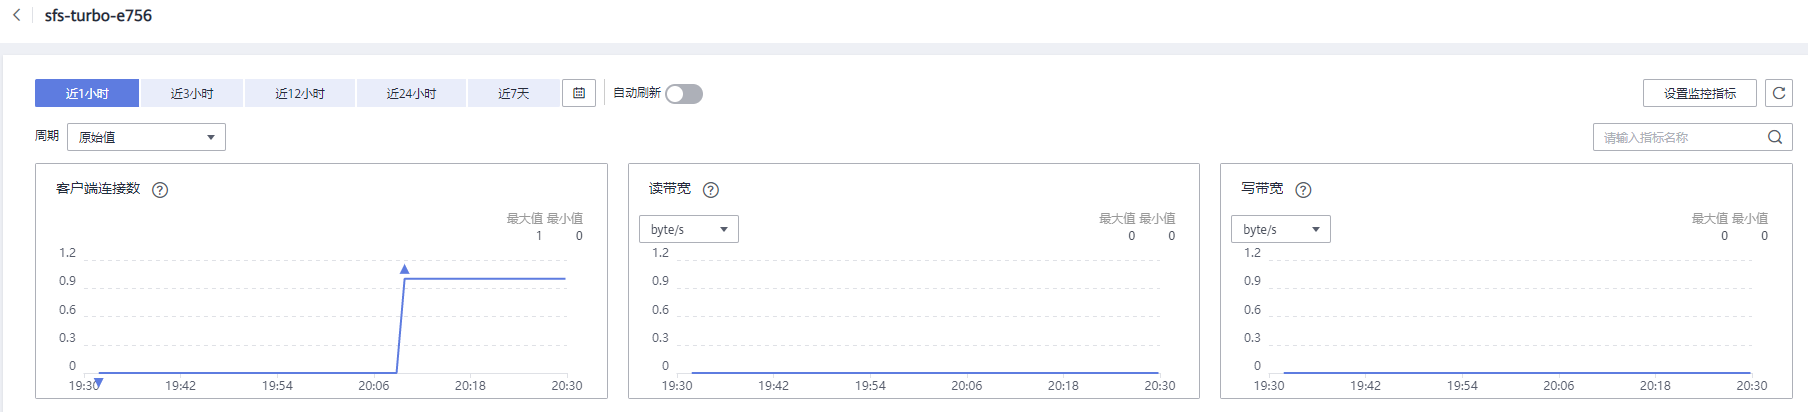 sfs-turbo-e756
近1小时 近3小时 近12小时 近24小时 近7天 自动刷新 设置监控指标
周期 原始值 请输入指标名称
客户端连接数
最大值 最小值
1 0
1.2
0.9
0.6
0.3
0
19:30 19:42 19:54 20:06 20:18 20:30
读带宽
最大值 最小值
byte/s 0 0
1.2
0.9
0.6
0.3
0
19:30 19:42 19:54 20:06 20:18 20:30
写带宽
最大值 最小值
byte/s 0 0
1.2
0.9
0.6
0.3
0
19:30 19:42 19:54 20:06 20:18 20:30